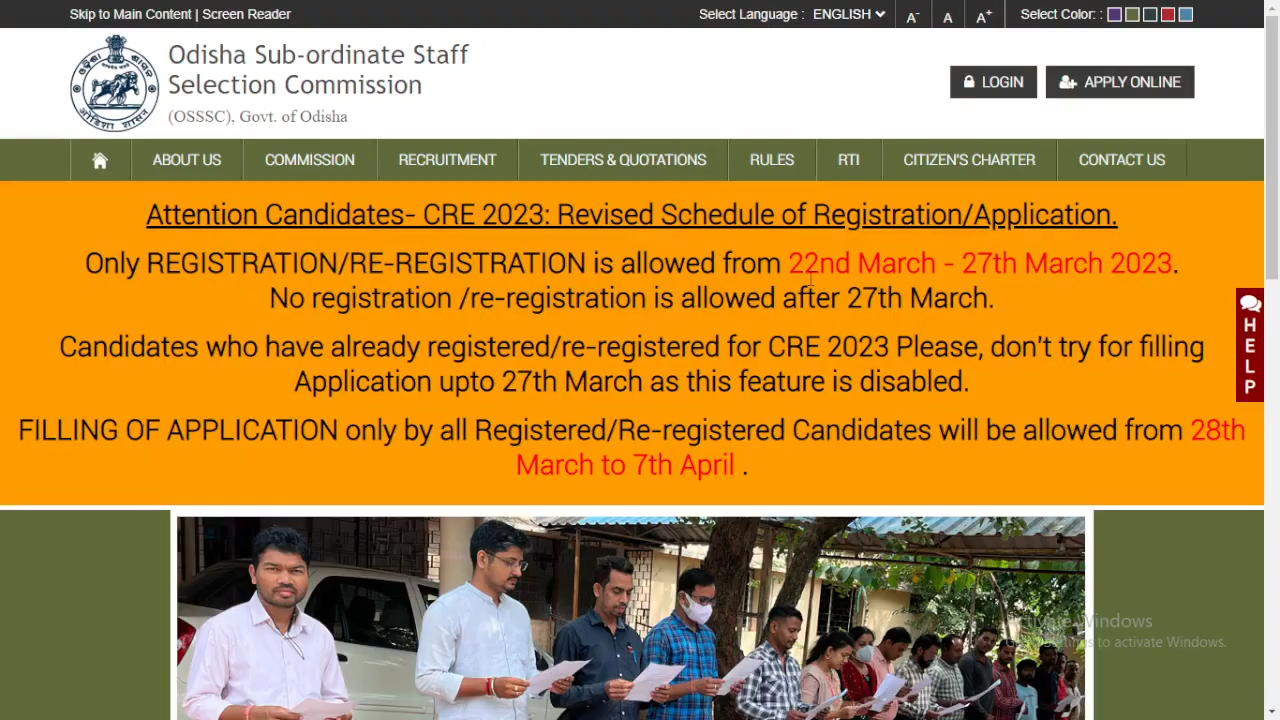 Skip to Main Content | Screen Reader
Select Language : ENGLISH
A- A A+
Select Color: :
Odisha Sub-ordinate Staff
Selection Commission
(OSSSC), Govt. of Odisha
LOGIN
APPLY ONLINE
ABOUT US
COMMISSION
RECRUITMENT
TENDERS & QUOTATIONS
RULES
RTI
CITIZEN'S CHARTER
CONTACT US
Attention Candidates- CRE 2023: Revised Schedule of Registration/Application.
Only REGISTRATION/RE-REGISTRATION is allowed from 22nd March - 27th March 2023.
No registration /re-registration is allowed after 27th March.
Candidates who have already registered/re-registered for CRE 2023 Please, don't try for filling
Application upto 27th March as this feature is disabled.
FILLING OF APPLICATION only by all Registered/Re-registered Candidates will be allowed from 28th
March to 7th April .
HELP
Activate Windows
to activate Windows.